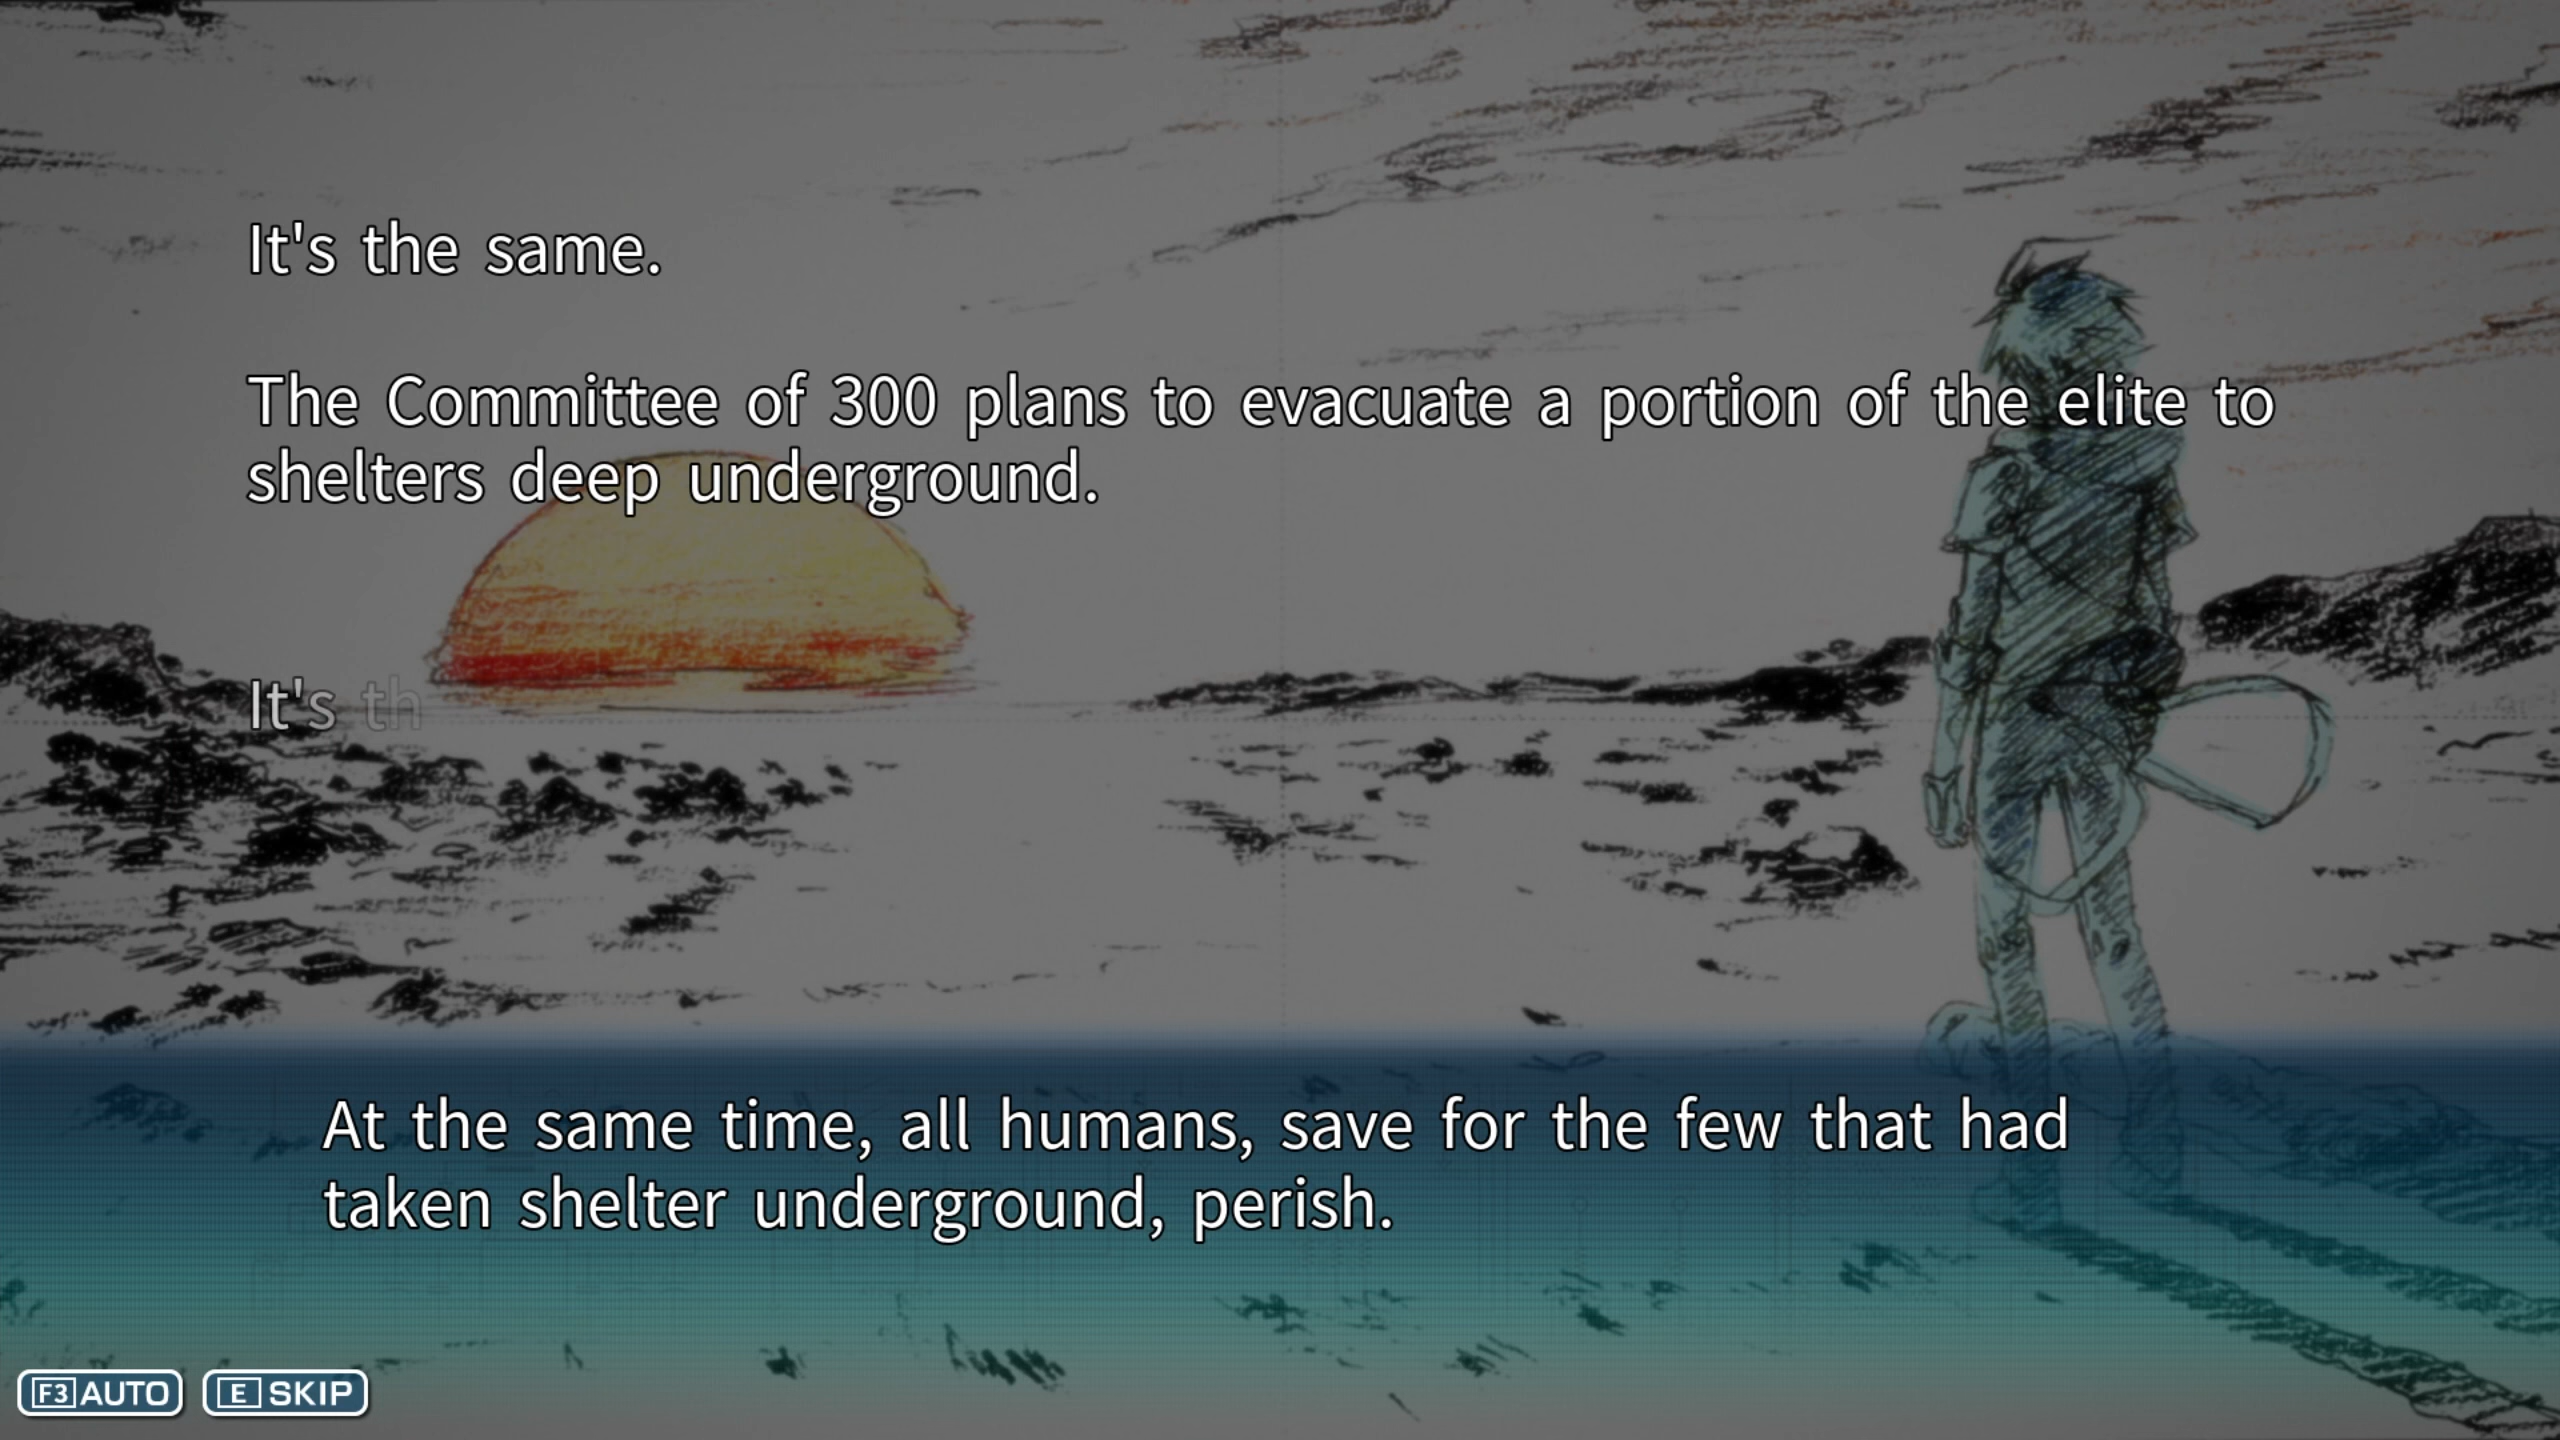 It's the same.
The Committee of 300 plans to evacuate a portion of the elite to
shelters deep underground.
It's th
At the same time, all humans, save for the few that had
taken shelter underground, perish.
F3 AUTO E SKIP